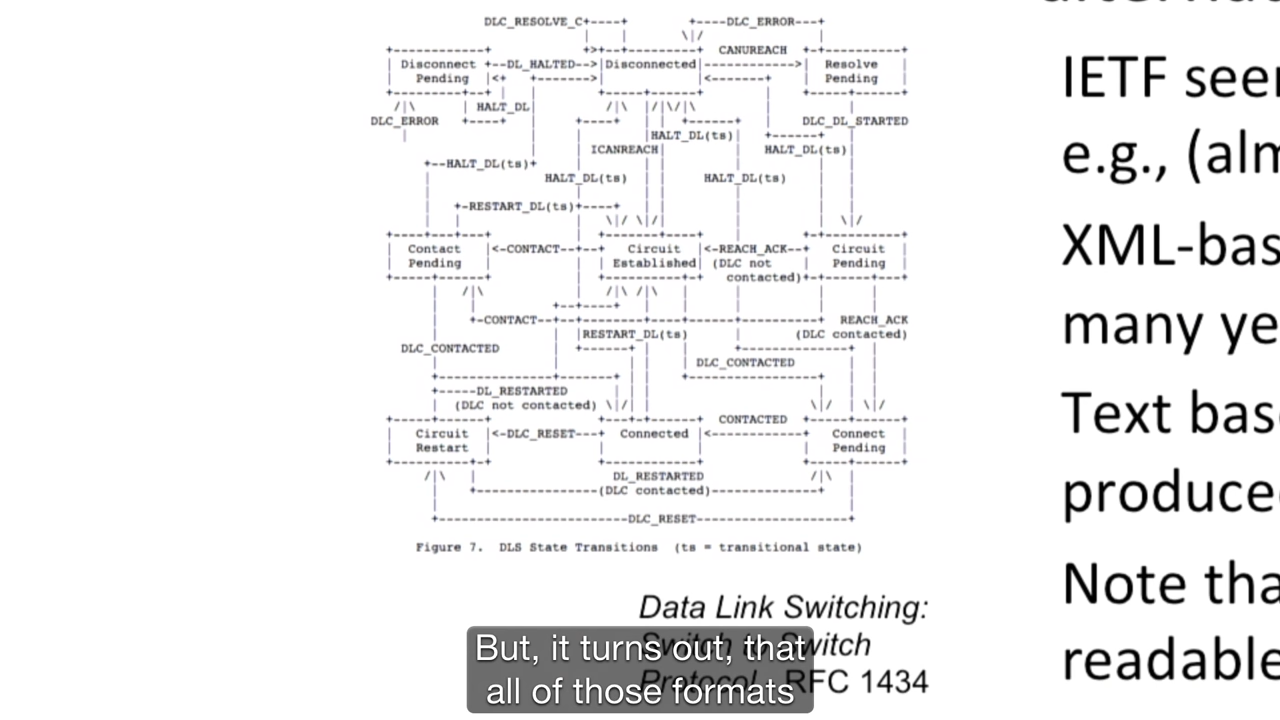 DLC_RESOLVE_C+----+ +----DLC_ERROR---+
CANUREACH
Disconnect +--DL_HALTED-->|Disconnected|------------->| Resolve
Pending Pending
HALT_DL
DLC_ERROR DLC_DL_STARTED
HALT_DL(ts)
ICANREACH HALT_DL(ts)
+--HALT_DL(ts)+
HALT_DL(ts) HALT_DL(ts)
+-RESTART_DL(ts)+----+
Contact <-CONTACT--+--+ Circuit <-REACH_ACK--+ Circuit
Pending Established (DLC not Pending
contacted)
+-CONTACT--+ REACH_ACK
RESTART_DL(ts) (DLC contacted)
DLC_CONTACTED
DLC_CONTACTED
+-----DL_RESTARTED
(DLC not contacted)
CONTACTED
Circuit <-DLC_RESET---+ Connected <-------------+ Connect
Restart Pending
DL_RESTARTED
+-----------------(DLC contacted)---------------+
+--------------------------DLC_RESET---------------------+
Figure 7. DLS State Transitions (ts = transitional state)
Data Link Switching:
Switch to Switch
Protocol, RFC 1434
But, it turns out, that
all of those formats
IETF
e.g.,
XML-bas
many ye
Text bas
produce
Note tha
readable